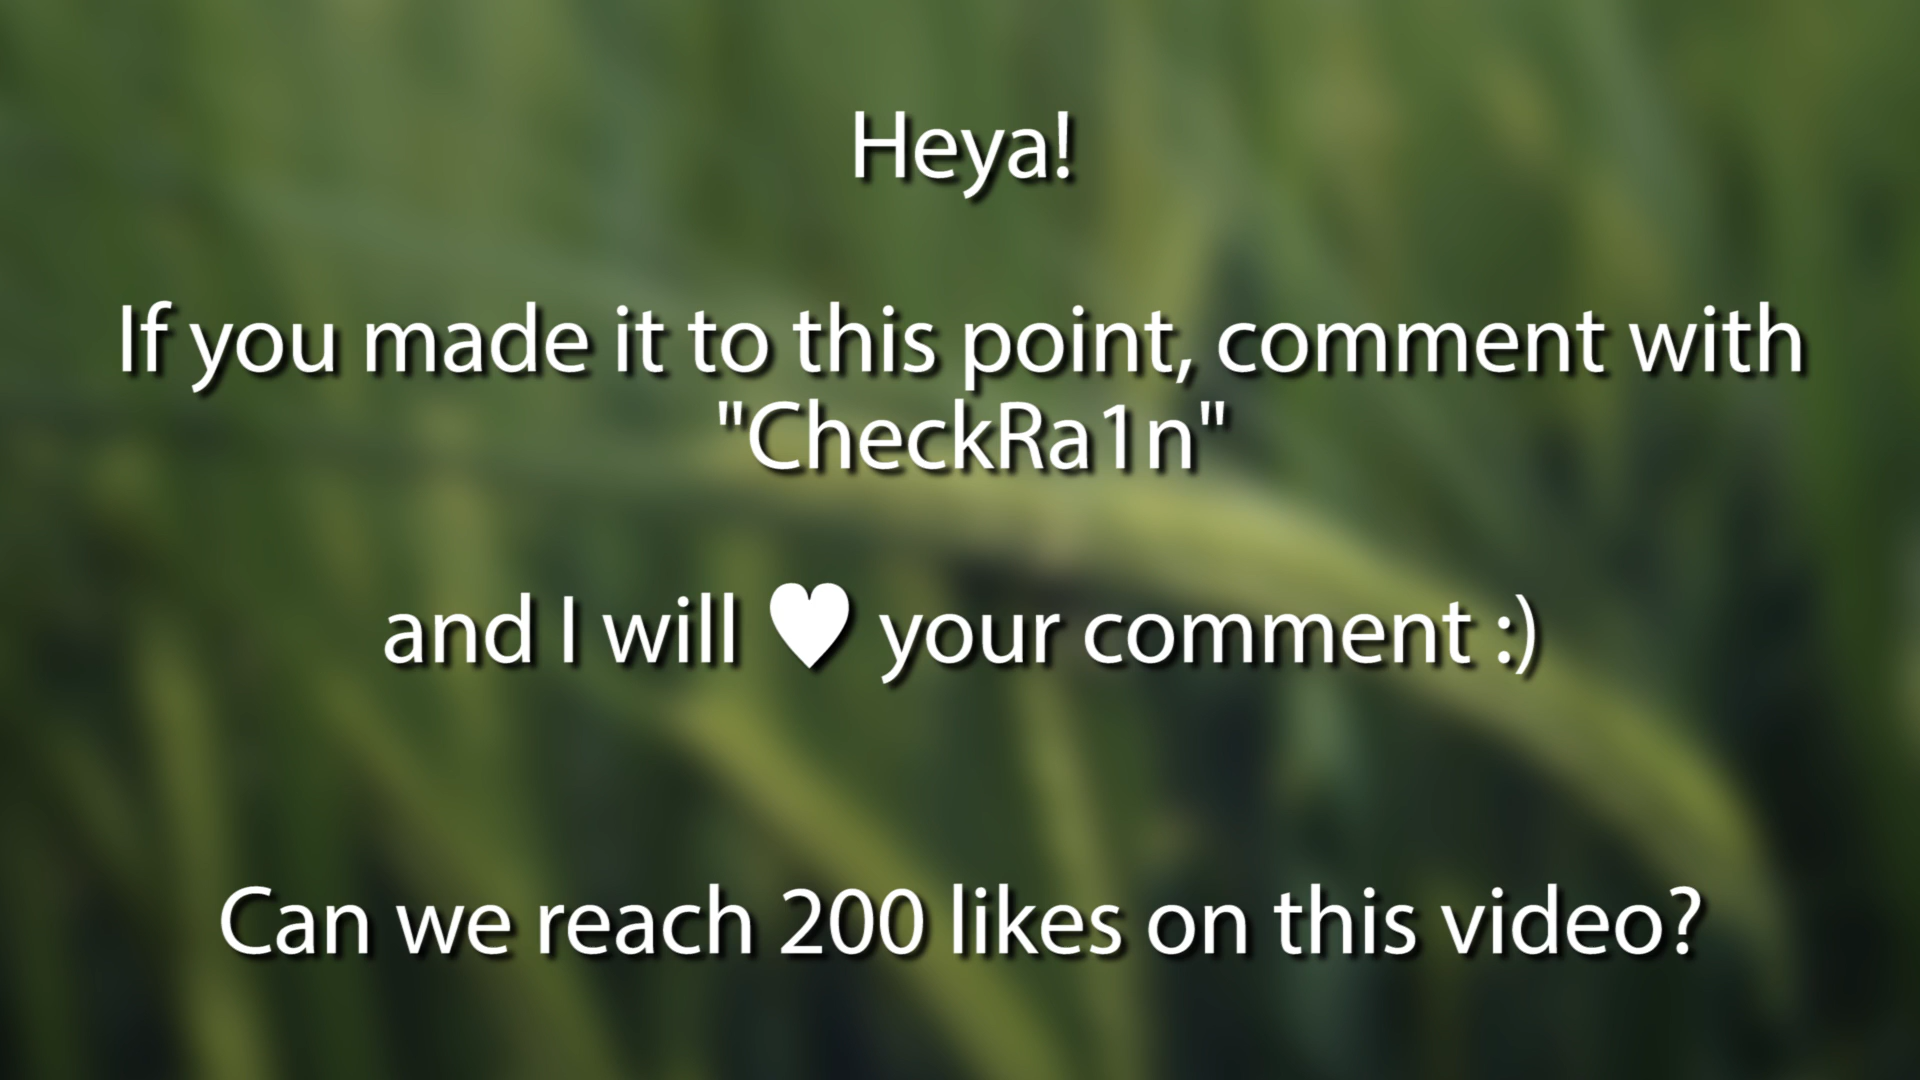 Heya!
If you made it to this point, comment with
"CheckRa1n"
and I will ♥ your comment :)
Can we reach 200 likes on this video?